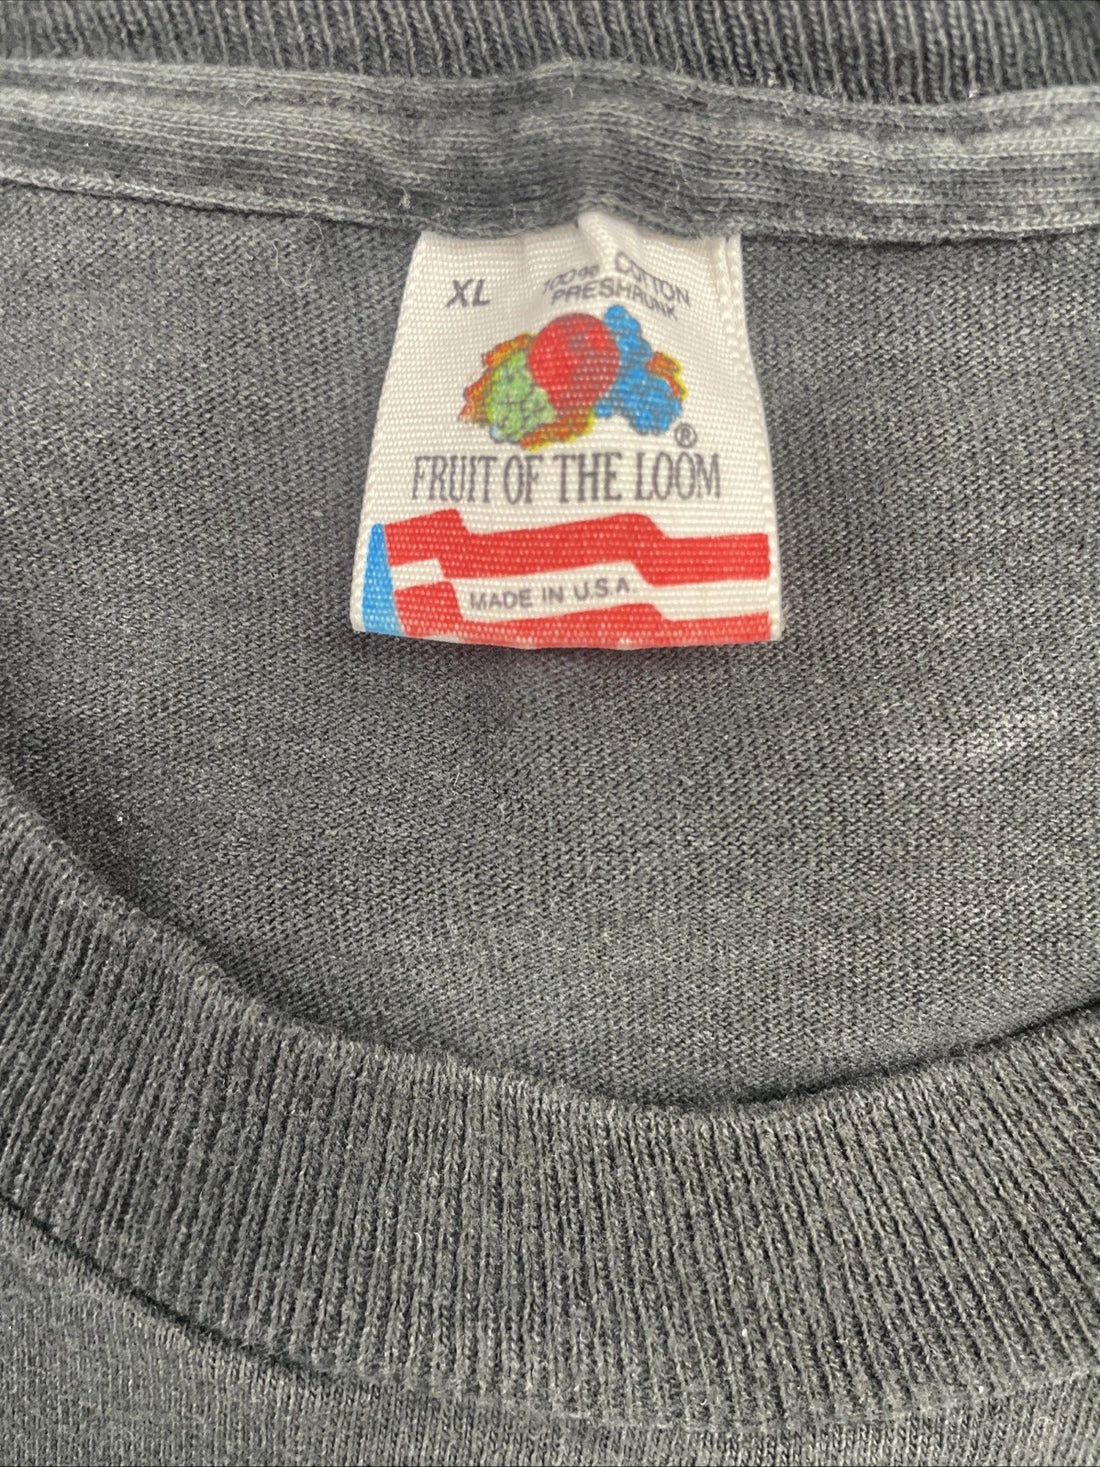 XL
100% COTTON
PRESHRUNK
®
FRUIT OF THE LOOM
MADE IN U.S.A.